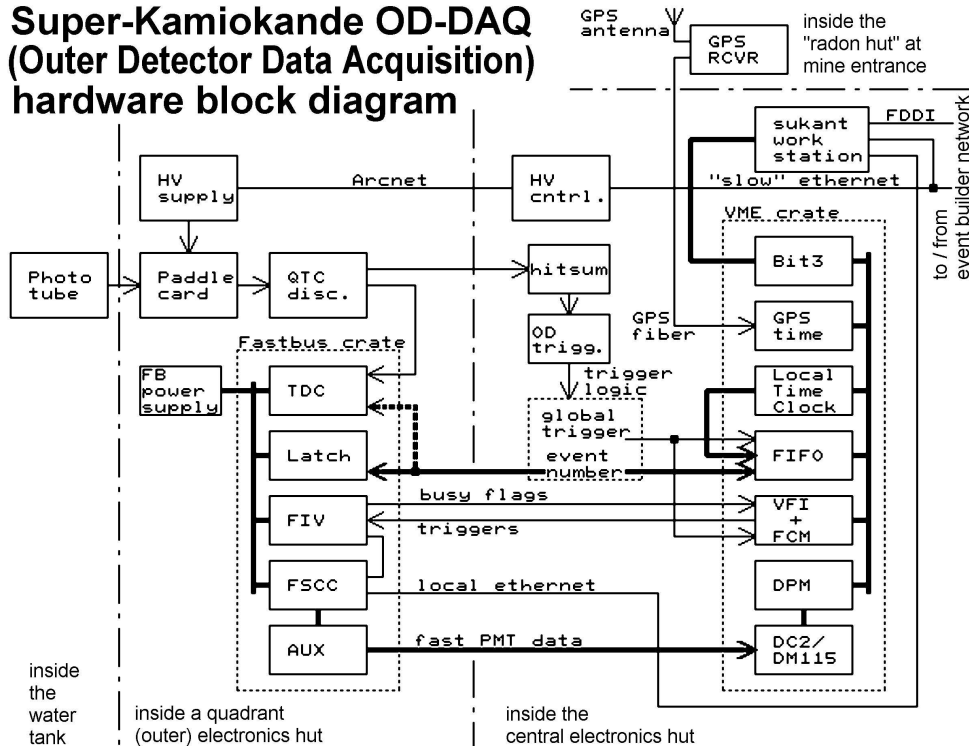 Super-Kamiokande OD-DAQ
(Outer Detector Data Acquisition)
hardware block diagram
GPS
antenna
GPS
RCVR
inside the
"radon hut" at
mine entrance
sukant
work
station
FDDI
HV
supply
Arcnet
HV
cntrl.
"slow" ethernet
to / from
event builder network
VME crate
Photo
tube
Paddle
card
QTC
disc.
hitsum
Bit3
GPS
fiber
GPS
time
OD
trigg.
Fastbus crate
FB
power
supply
TDC
trigger
logic
Local
Time
Clock
global
trigger
event
number
Latch
FIFO
busy flags
FIV
triggers
VFI
+
FCM
FSCC
local ethernet
DPM
AUX
fast PMT data
DC2/
DM115
inside
the
water
tank
inside a quadrant
(outer) electronics hut
inside the
central electronics hut